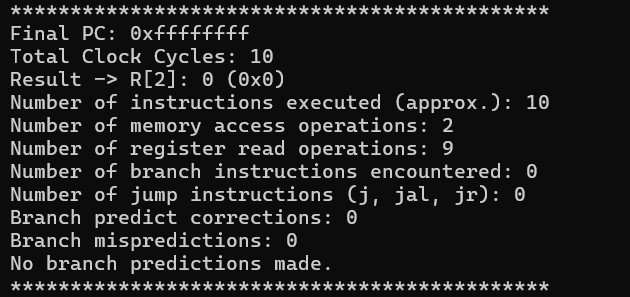 *********************************************
Final PC: 0xffffffff
Total Clock Cycles: 10
Result -> R[2]: 0 (0x0)
Number of instructions executed (approx.): 10
Number of memory access operations: 2
Number of register read operations: 9
Number of branch instructions encountered: 0
Number of jump instructions (j, jal, jr): 0
Branch predict corrections: 0
Branch mispredictions: 0
No branch predictions made.
*********************************************